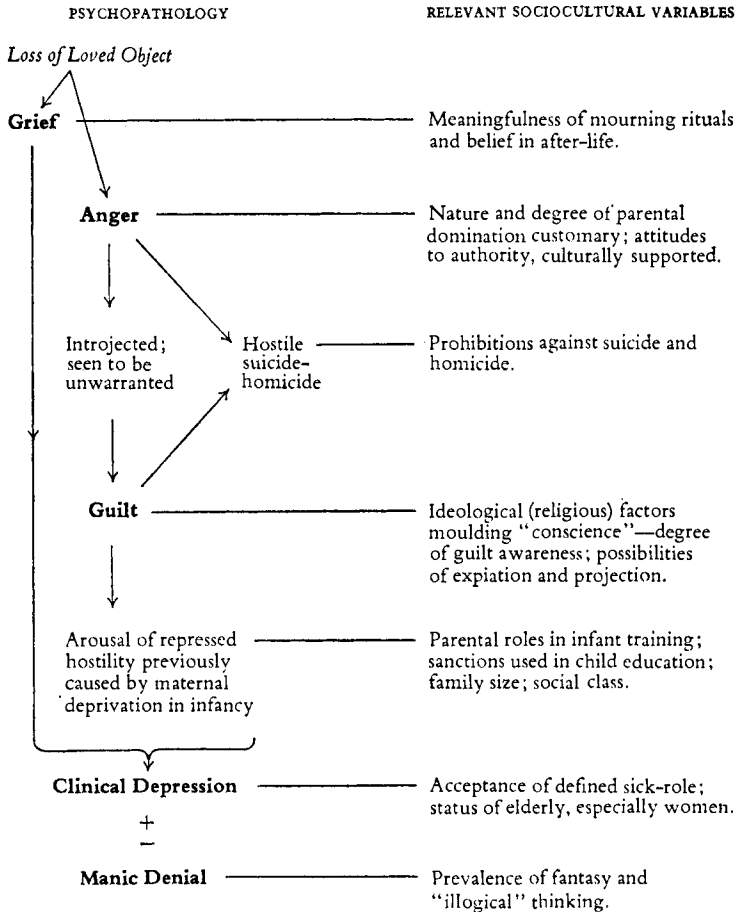 PSYCHOPATHOLOGY
RELEVANT SOCIOCULTURAL VARIABLES
Loss of Loved Object
Grief
Meaningfulness of mourning rituals
and belief in after-life.
Anger
Nature and degree of parental
domination customary; attitudes
to authority, culturally supported.
Introjected;
seen to be
unwarranted
Hostile
suicide-
homicide
Prohibitions against suicide and
homicide.
Guilt
Ideological (religious) factors
moulding "conscience"—degree
of guilt awareness; possibilities
of expiation and projection.
Arousal of repressed
hostility previously
caused by maternal
deprivation in infancy
Parental roles in infant training;
sanctions used in child education;
family size; social class.
Clinical Depression
Acceptance of defined sick-role;
status of elderly, especially women.
+
−
Manic Denial
Prevalence of fantasy and
"illogical" thinking.